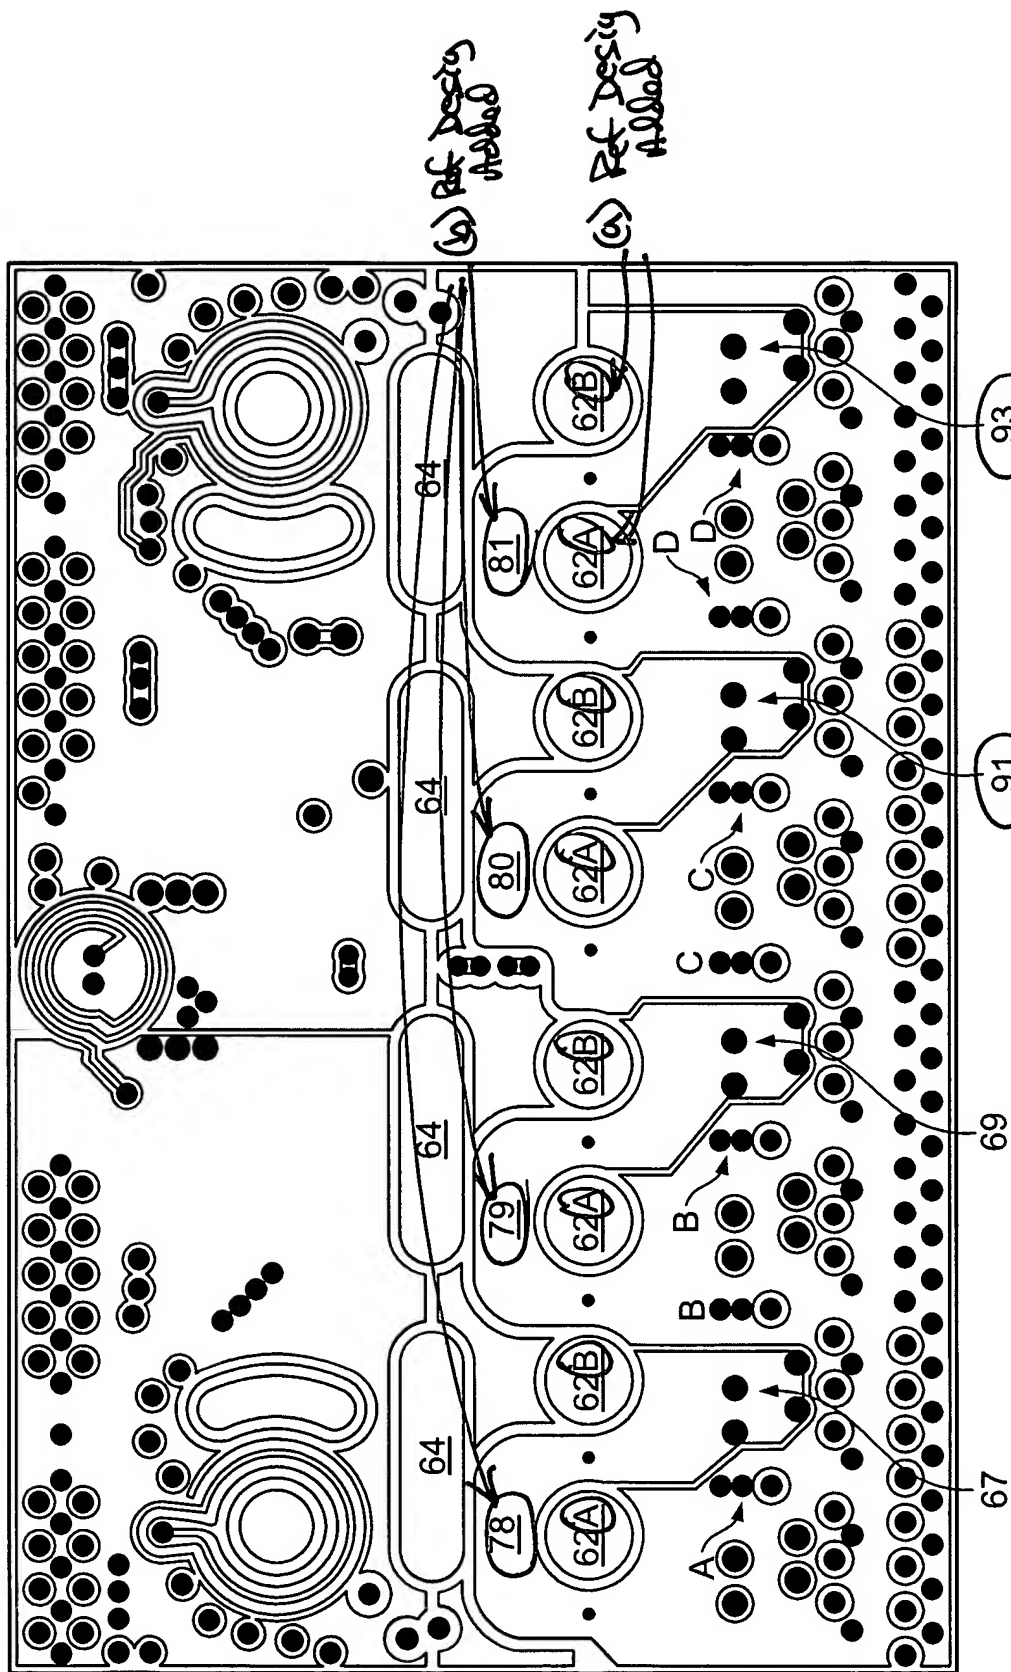 64 64 64 64
(b) Ref Desig
Added
78 79 80 81
62A 62B 62A 62B 62A 62B 62A 62B
(a) Ref Desig
Added
A B B C C D D
67 69 91 93